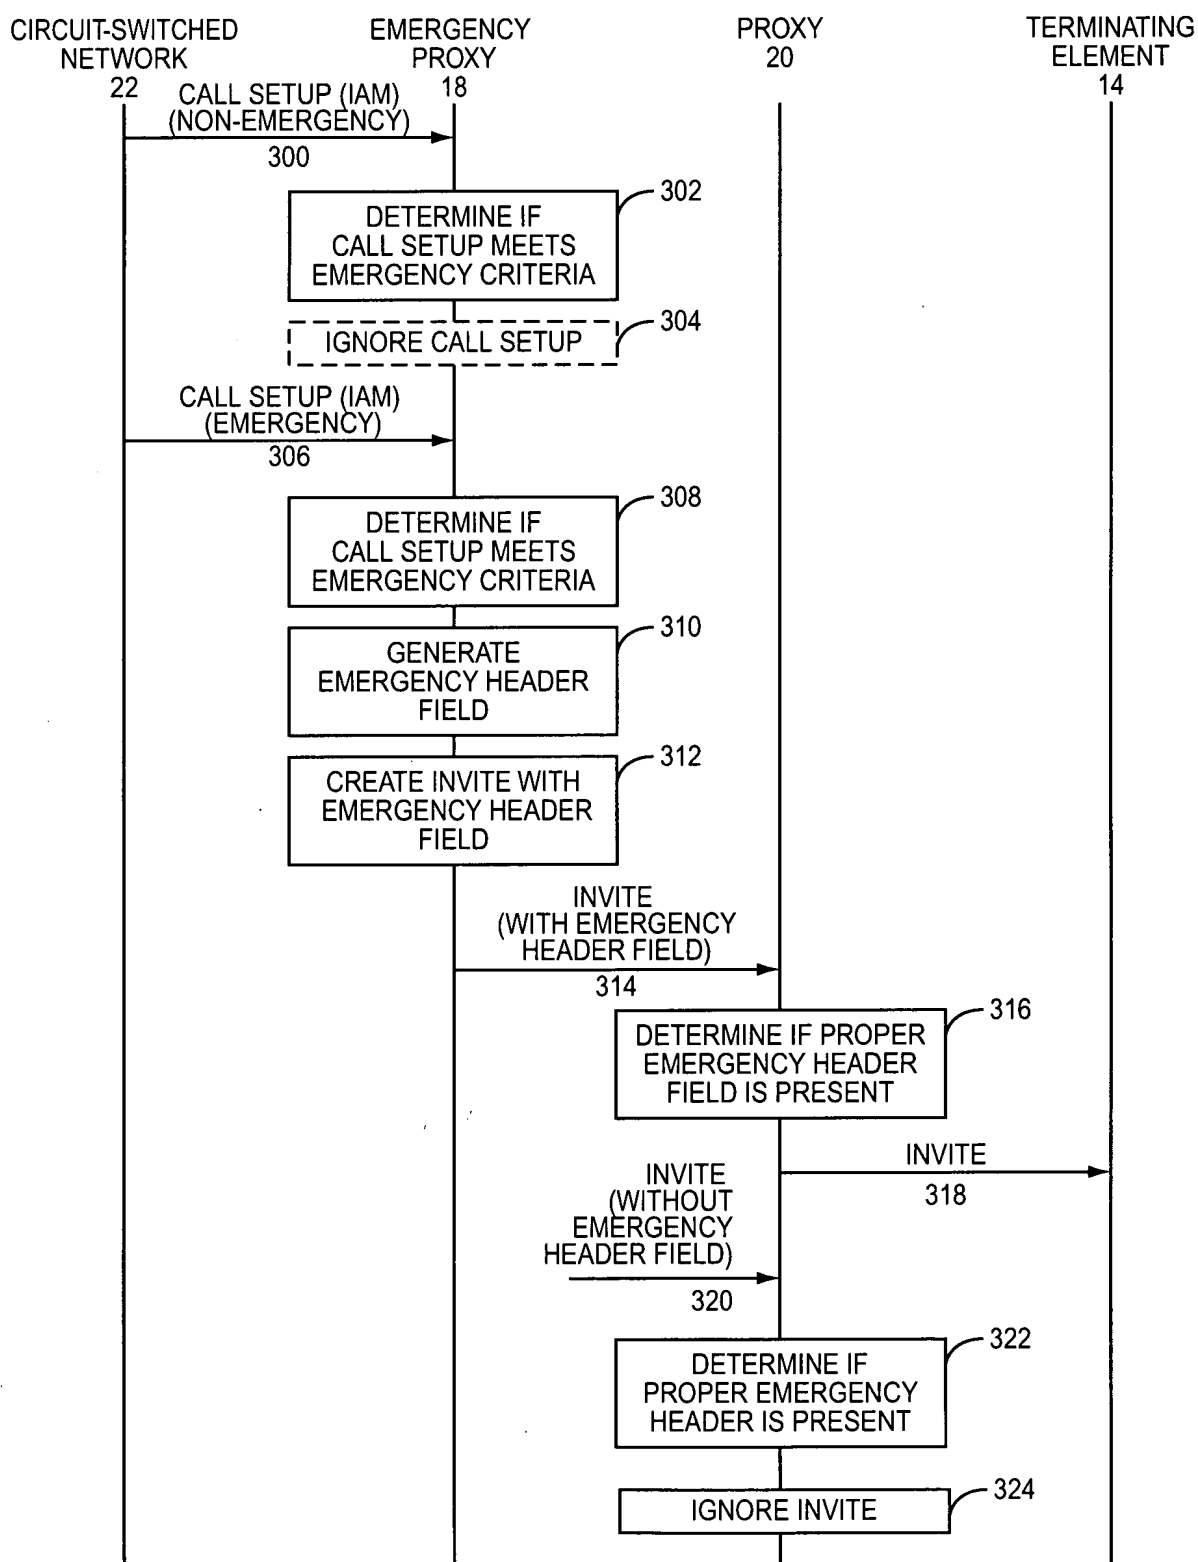 CIRCUIT-SWITCHED
NETWORK
22
EMERGENCY
PROXY
18
PROXY
20
TERMINATING
ELEMENT
14
CALL SETUP (IAM)
(NON-EMERGENCY)
300
302
DETERMINE IF
CALL SETUP MEETS
EMERGENCY CRITERIA
304
IGNORE CALL SETUP
CALL SETUP (IAM)
(EMERGENCY)
306
308
DETERMINE IF
CALL SETUP MEETS
EMERGENCY CRITERIA
310
GENERATE
EMERGENCY HEADER
FIELD
312
CREATE INVITE WITH
EMERGENCY HEADER
FIELD
INVITE
(WITH EMERGENCY
HEADER FIELD)
314
316
DETERMINE IF PROPER
EMERGENCY HEADER
FIELD IS PRESENT
INVITE
318
INVITE
(WITHOUT
EMERGENCY
HEADER FIELD)
320
322
DETERMINE IF
PROPER EMERGENCY
HEADER IS PRESENT
324
IGNORE INVITE